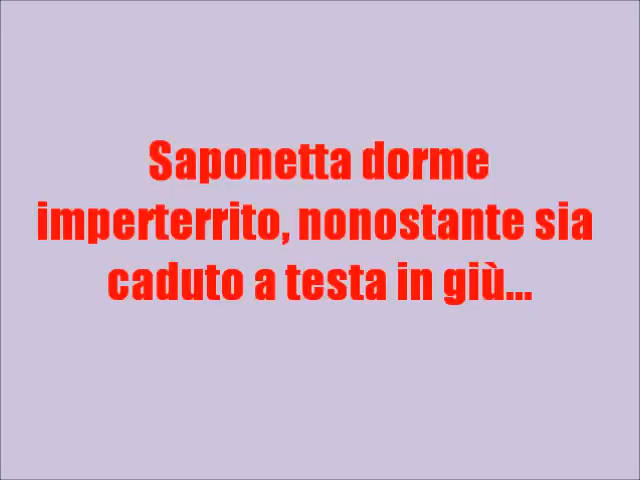 Saponetta dorme
imperterrito, nonostante sia
caduto a testa in giù...